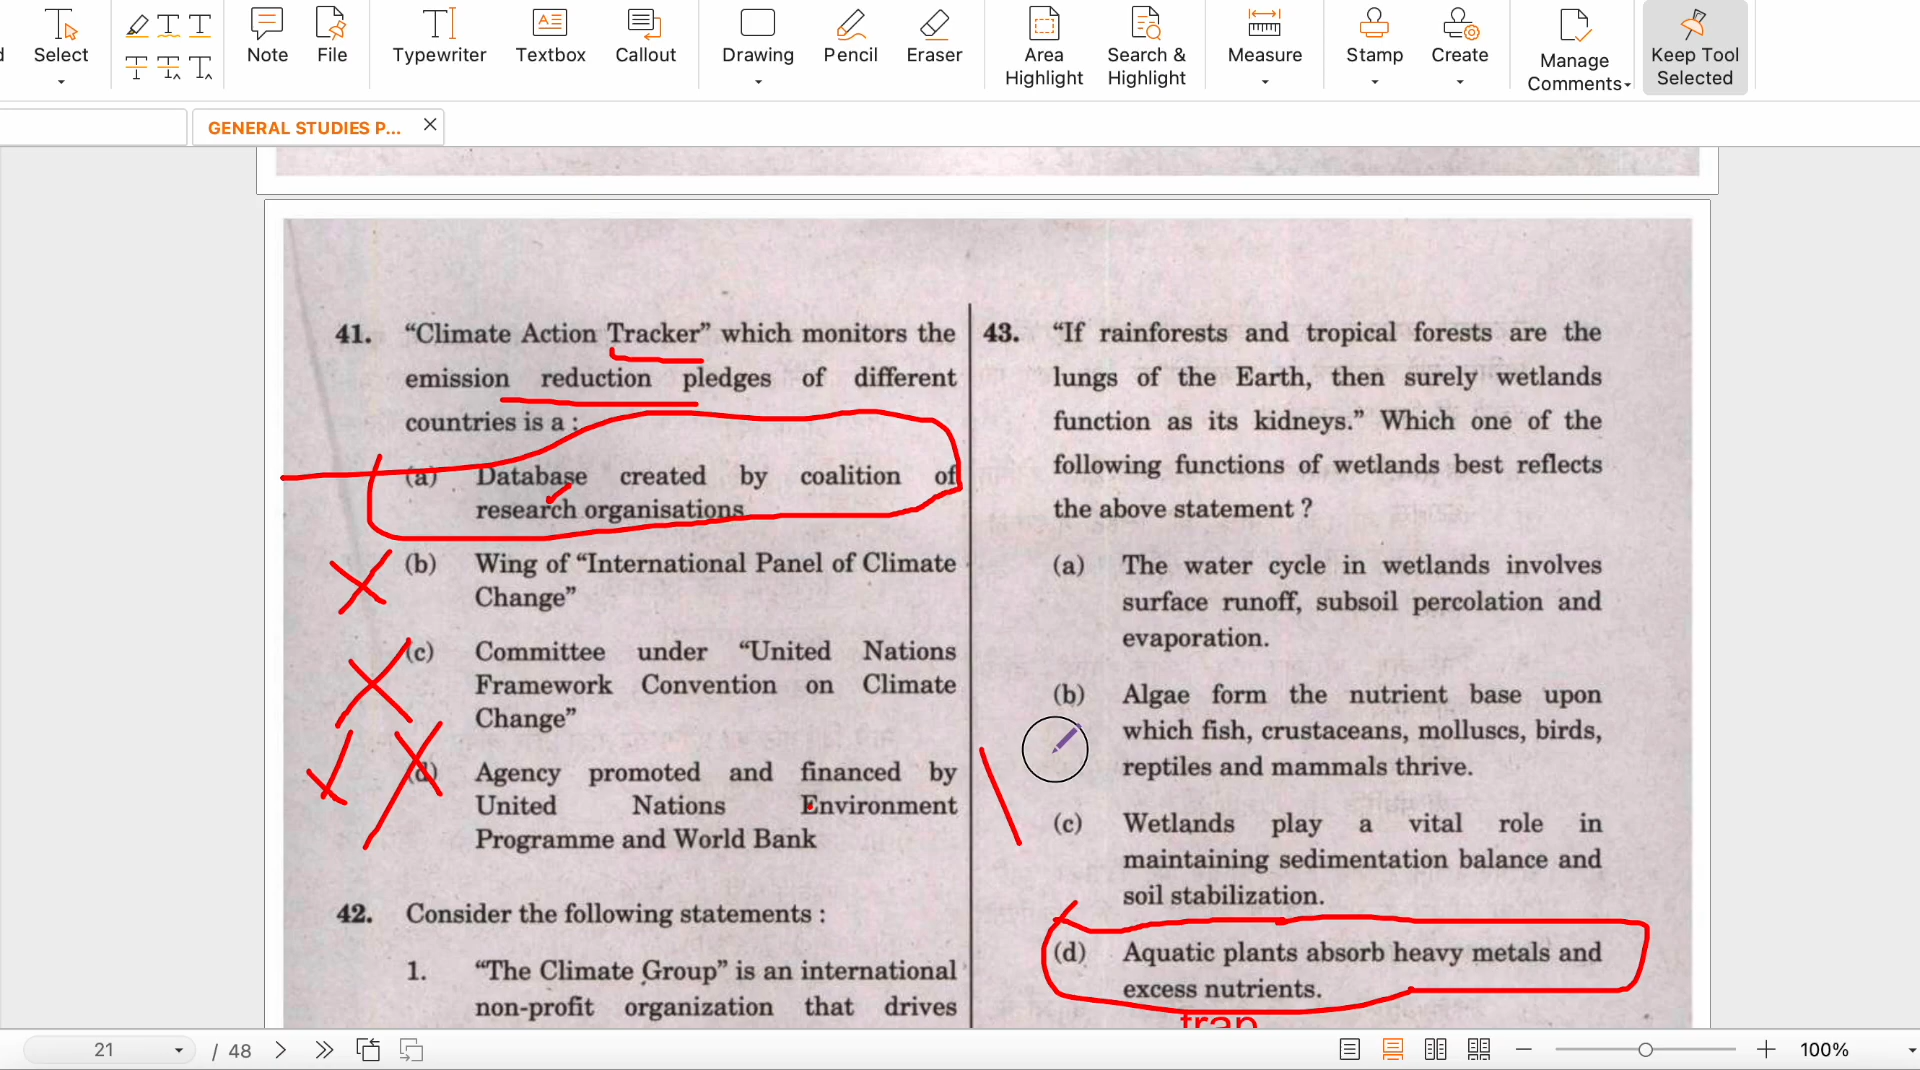 Select
Note
File
Typewriter
Textbox
Callout
Drawing
Pencil
Eraser
Area
Highlight
Search &
Highlight
Measure
Stamp
Create
Manage
Comments
Keep Tool
Selected
GENERAL STUDIES P...
41. “Climate Action Tracker” which monitors the
emission reduction pledges of different
countries is a :
(a) Database created by coalition of
research organisations
(b) Wing of “International Panel of Climate
Change”
(c) Committee under “United Nations
Framework Convention on Climate
Change”
(d) Agency promoted and financed by
United Nations Environment
Programme and World Bank
42. Consider the following statements :
1. “The Climate Group” is an international
non-profit organization that drives
43. “If rainforests and tropical forests are the
lungs of the Earth, then surely wetlands
function as its kidneys.” Which one of the
following functions of wetlands best reflects
the above statement ?
(a) The water cycle in wetlands involves
surface runoff, subsoil percolation and
evaporation.
(b) Algae form the nutrient base upon
which fish, crustaceans, molluscs, birds,
reptiles and mammals thrive.
(c) Wetlands play a vital role in
maintaining sedimentation balance and
soil stabilization.
(d) Aquatic plants absorb heavy metals and
excess nutrients.
trap
21 / 48
100%